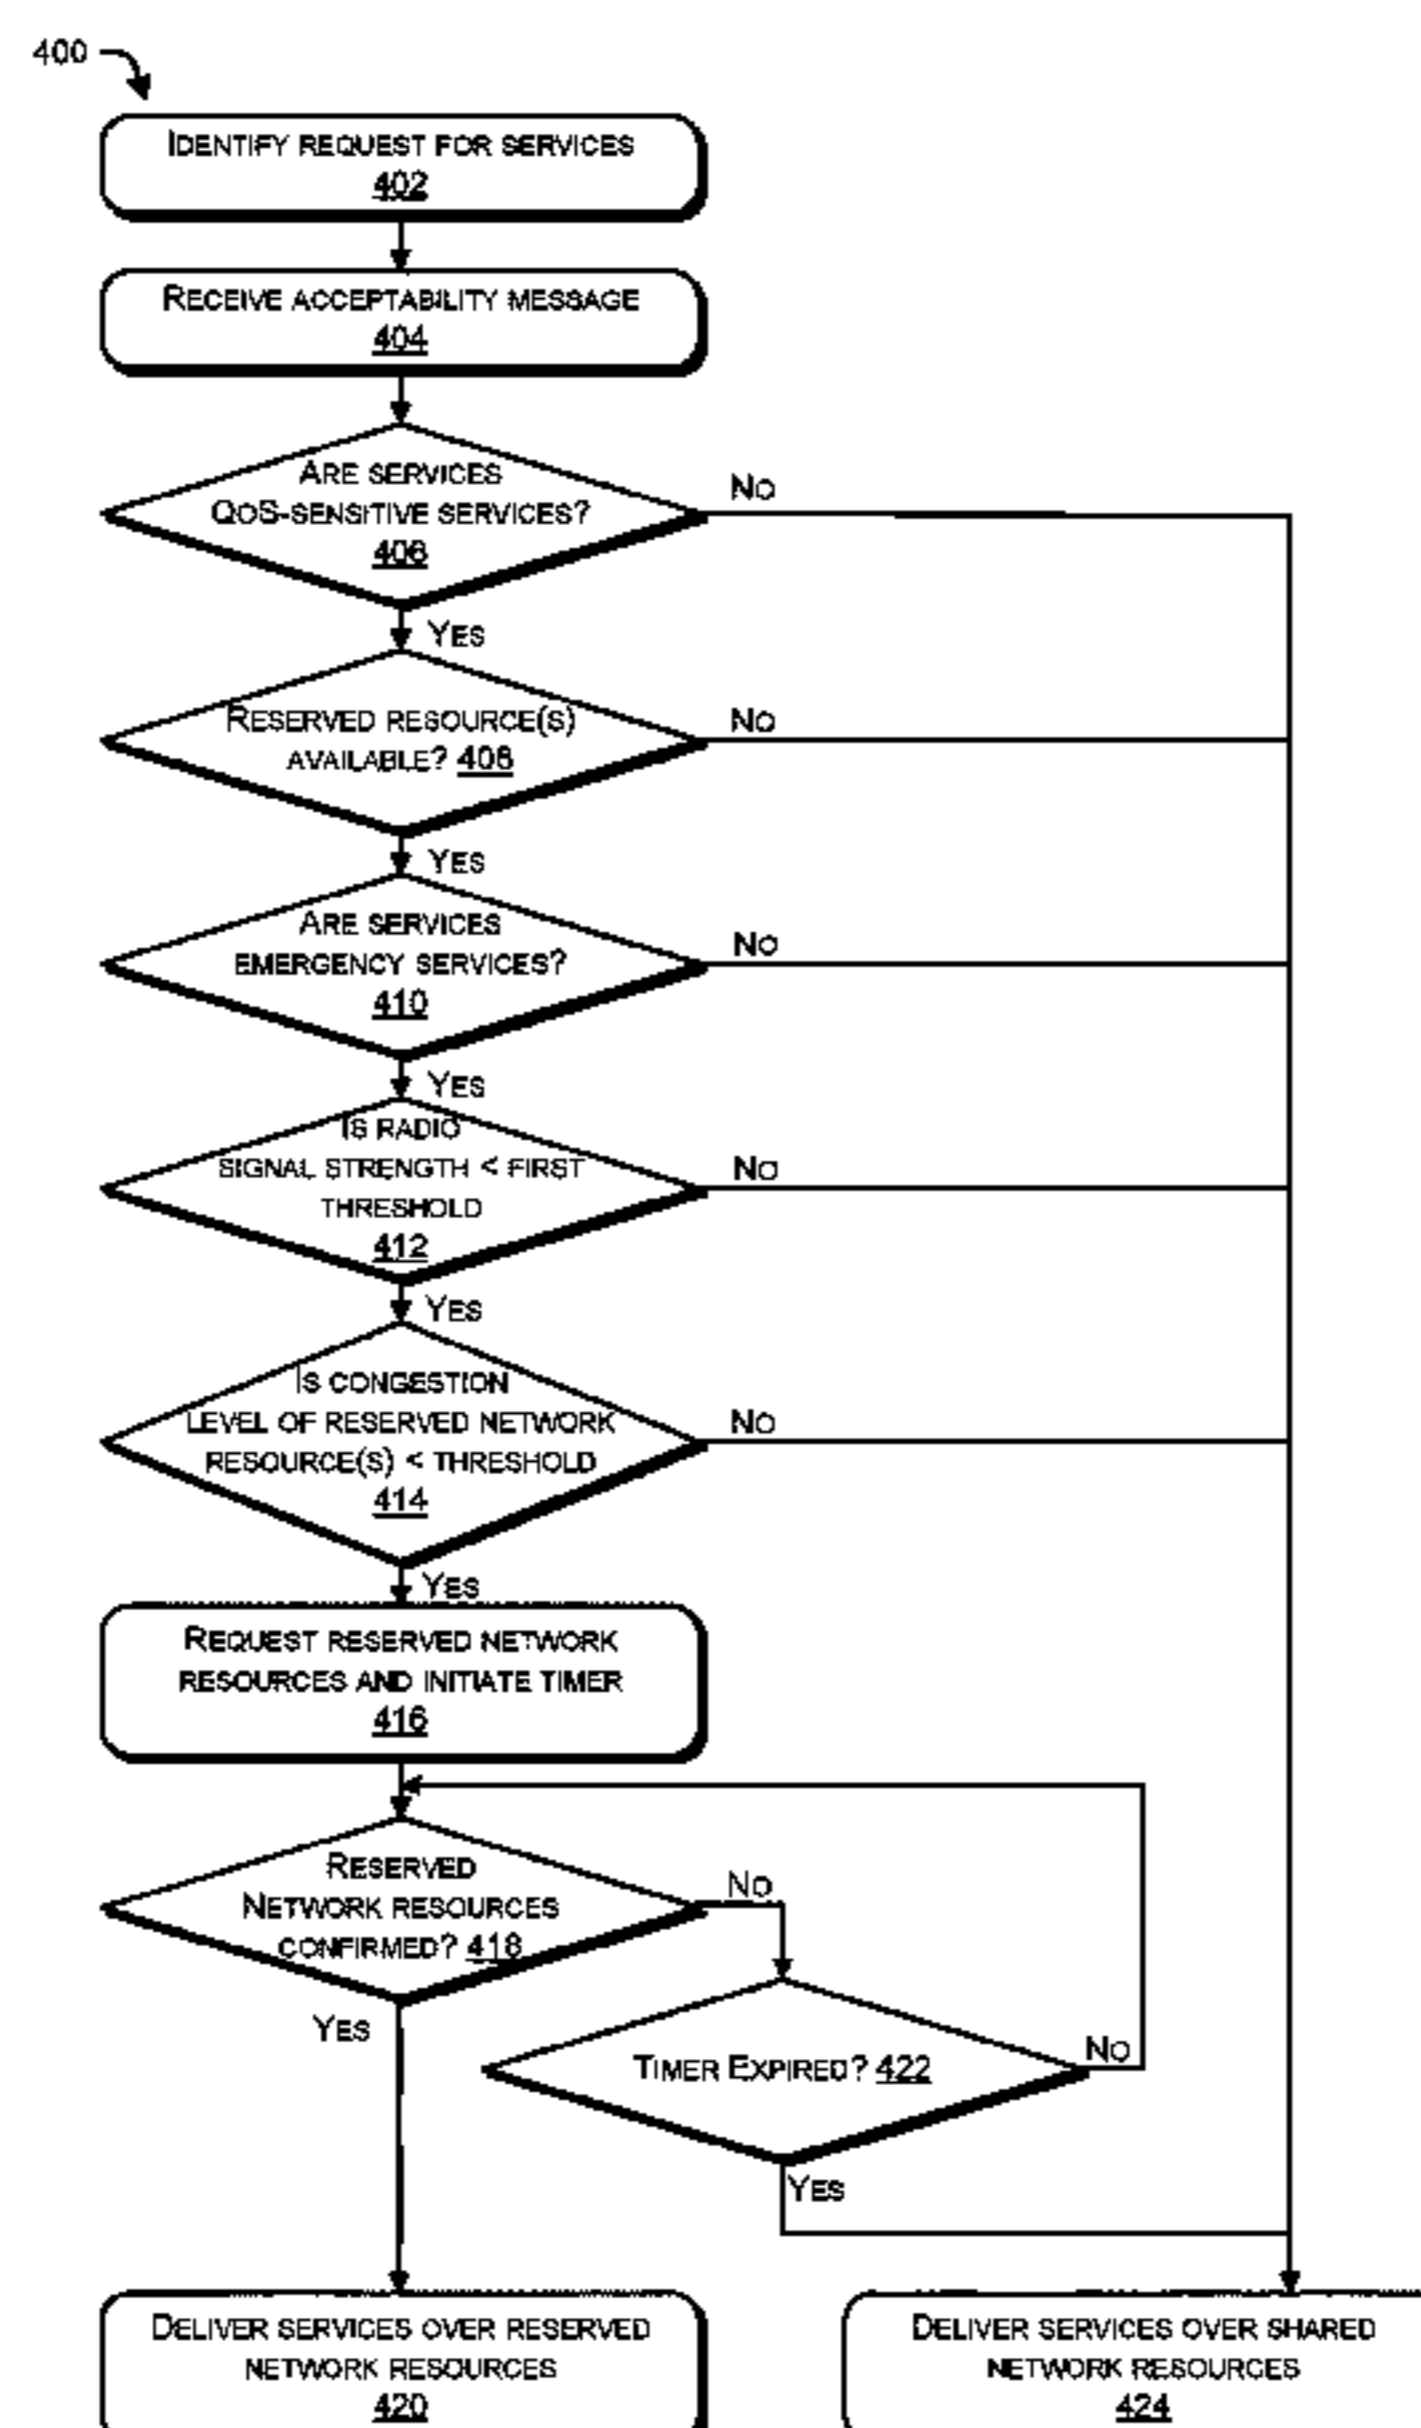 400
IDENTIFY REQUEST FOR SERVICES
402
RECEIVE ACCEPTABILITY MESSAGE
404
ARE SERVICES
QOS-SENSITIVE SERVICES?
406
NO
YES
RESERVED RESOURCE(S)
AVAILABLE? 408
NO
YES
ARE SERVICES
EMERGENCY SERVICES?
410
NO
YES
IS RADIO
SIGNAL STRENGTH < FIRST
THRESHOLD
412
NO
YES
IS CONGESTION
LEVEL OF RESERVED NETWORK
RESOURCE(S) < THRESHOLD
414
NO
YES
REQUEST RESERVED NETWORK
RESOURCES AND INITIATE TIMER
416
RESERVED
NETWORK RESOURCES
CONFIRMED? 418
NO
YES
TIMER EXPIRED? 422
NO
YES
DELIVER SERVICES OVER RESERVED
NETWORK RESOURCES
420
DELIVER SERVICES OVER SHARED
NETWORK RESOURCES
424